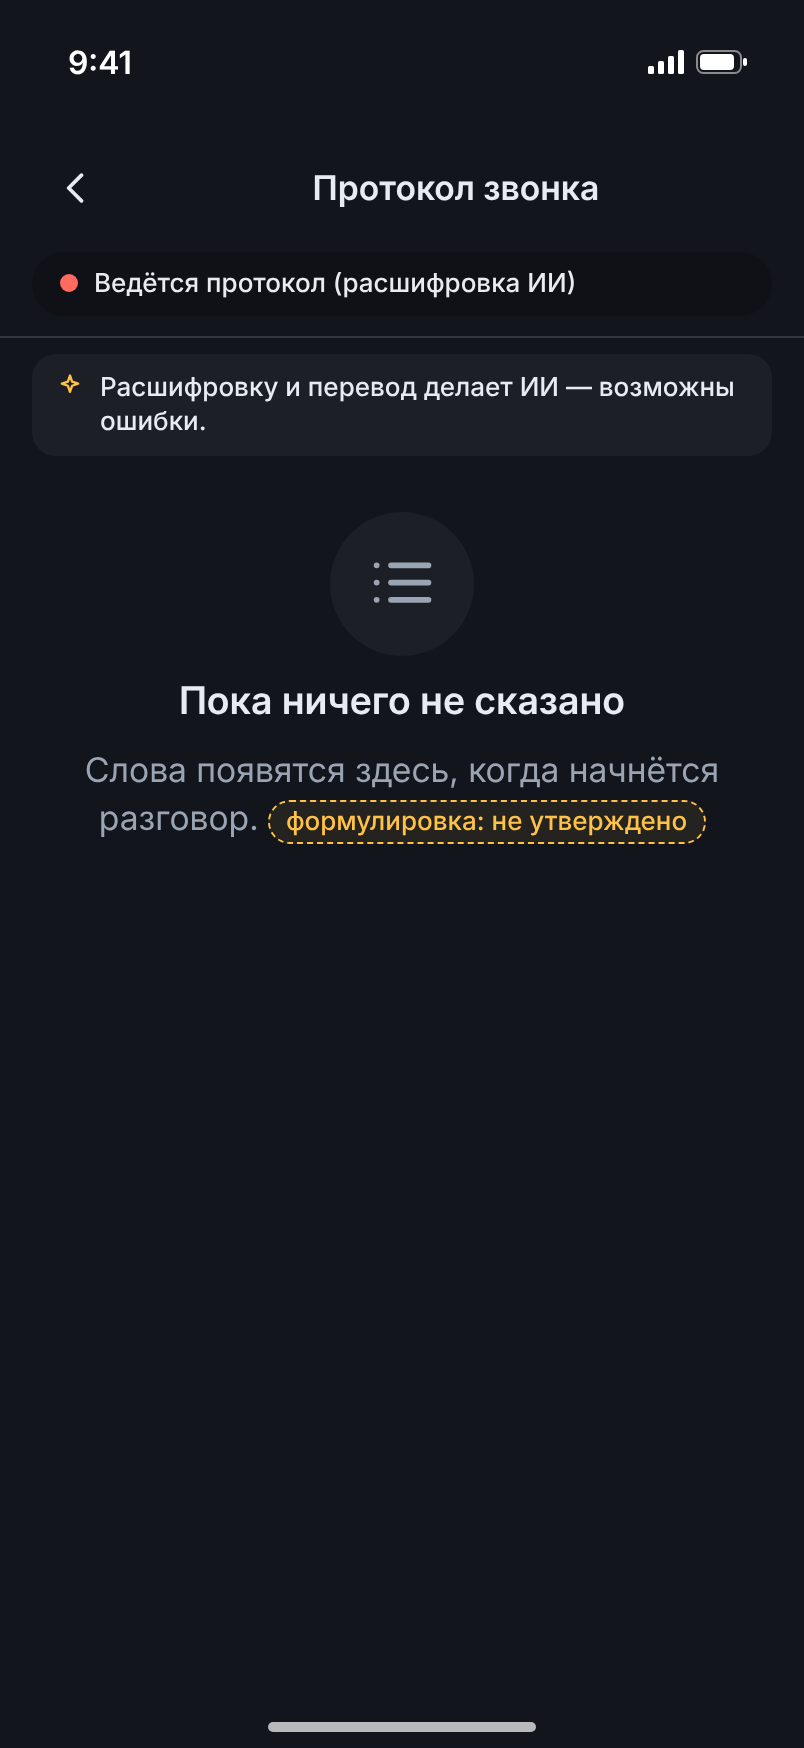 9:41
Протокол звонка
Ведётся протокол (расшифровка ИИ)
Расшифровку и перевод делает ИИ — возможны
ошибки.
Пока ничего не сказано
Слова появятся здесь, когда начнётся
разговор. формулировка: не утверждено